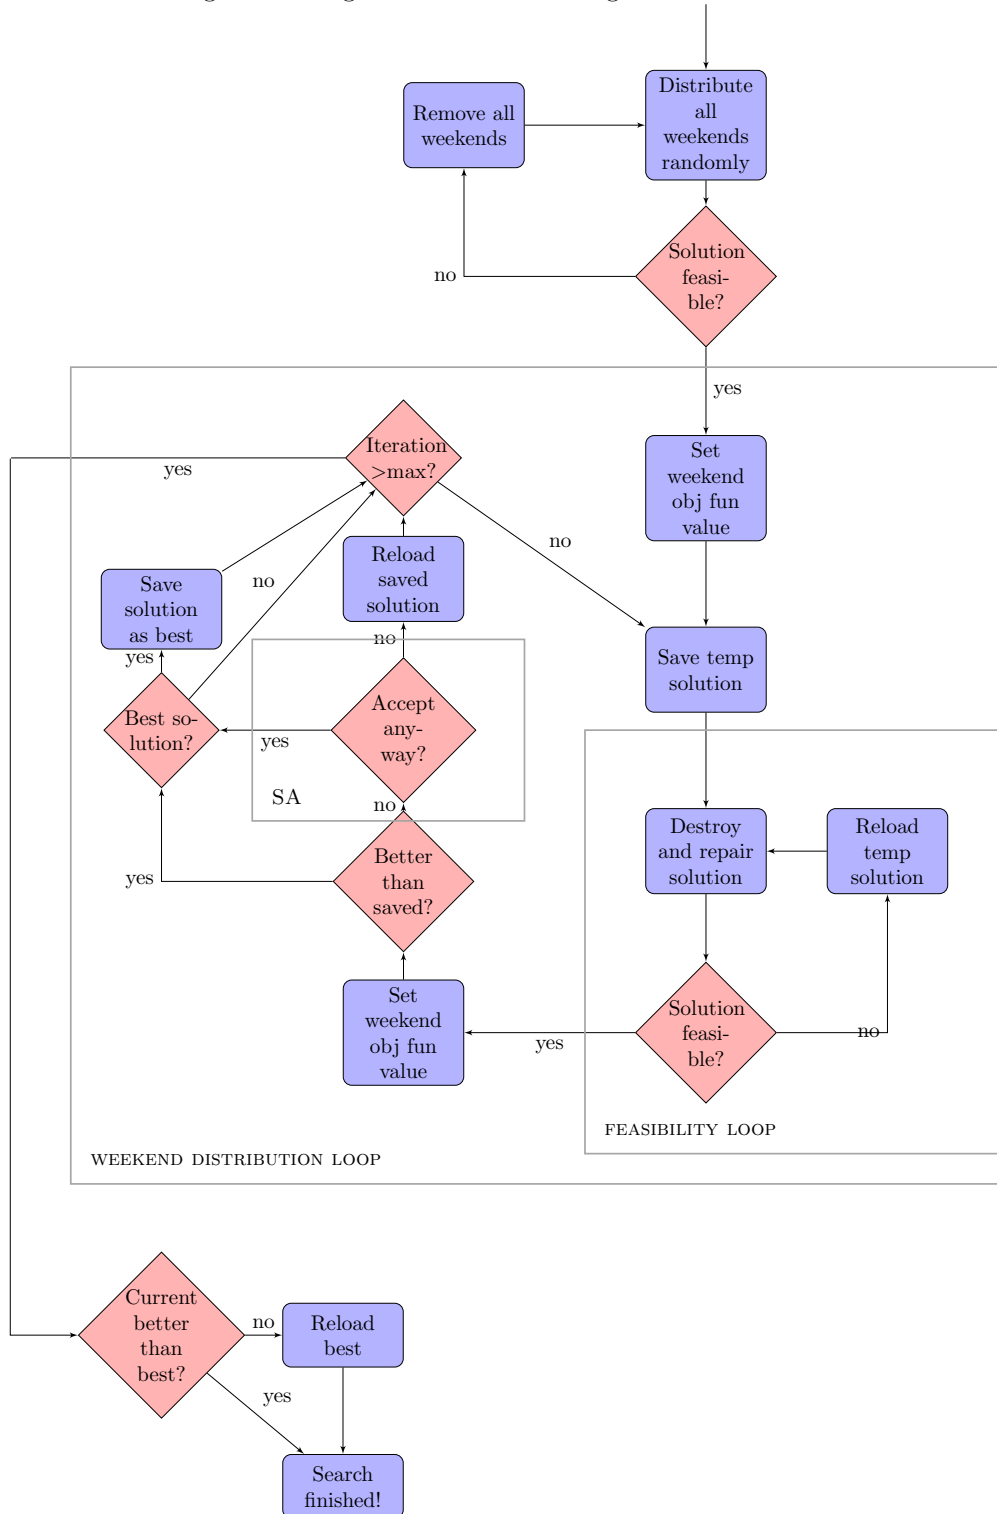 Distribute
all
weekends
randomly
Remove all
weekends
Solution
feasi-
ble?
no
yes
Iteration
>max?
yes
Set
weekend
obj fun
value
no
Reload
saved
solution
Save
solution
as best
no
no
yes
Save temp
solution
Accept
any-
way?
Best so-
lution?
yes
SA
no
Better
than
saved?
yes
Destroy
and repair
solution
Reload
temp
solution
Set
weekend
obj fun
value
Solution
feasi-
ble?
yes
no
FEASIBILITY LOOP
WEEKEND DISTRIBUTION LOOP
Current
better
than
best?
no
Reload
best
yes
Search
finished!